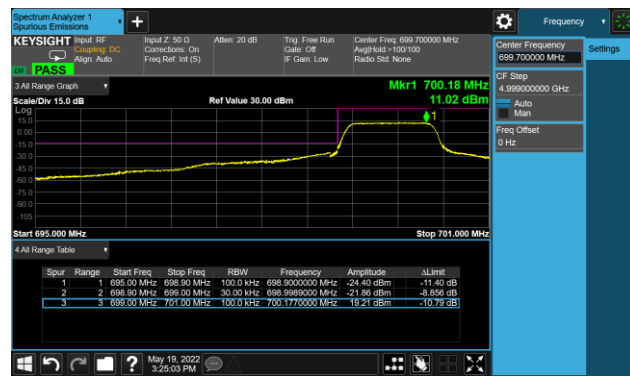 Spectrum Analyzer 1
Spurious Emissions
Frequency
KEYSIGHT Input: RF Input Z: 50 Ω Atten: 20 dB Trig: Free Run Center Freq: 699.700000 MHz
Coupling: DC Corrections: On Gate: Off Avg|Hold:>100/100
Align: Auto Freq Ref: Int (S) IF Gain: Low Radio Std: None
PASS
Center Frequency
699.700000 MHz
Settings
CF Step
4.999000000 GHz
Auto
Man
Freq Offset
0 Hz
3 All Range Graph
Mkr1 700.18 MHz
Scale/Div 15.0 dB Ref Value 30.00 dBm 11.02 dBm
Log
15.0
0.00
-15.0
-30.0
-45.0
-60.0
-75.0
-90.0
-105
1
Start 695.000 MHz Stop 701.000 MHz
4 All Range Table
Spur Range Start Freq Stop Freq RBW Frequency Amplitude ΔLimit
1 1 695.00 MHz 698.90 MHz 100.0 kHz 698.9000000 MHz -24.40 dBm -11.40 dB
2 2 698.90 MHz 699.00 MHz 30.00 kHz 698.9989000 MHz -21.86 dBm -8.856 dB
3 3 699.00 MHz 701.00 MHz 100.0 kHz 700.1770000 MHz 19.21 dBm -10.79 dB
May 19, 2022
3:25:03 PM